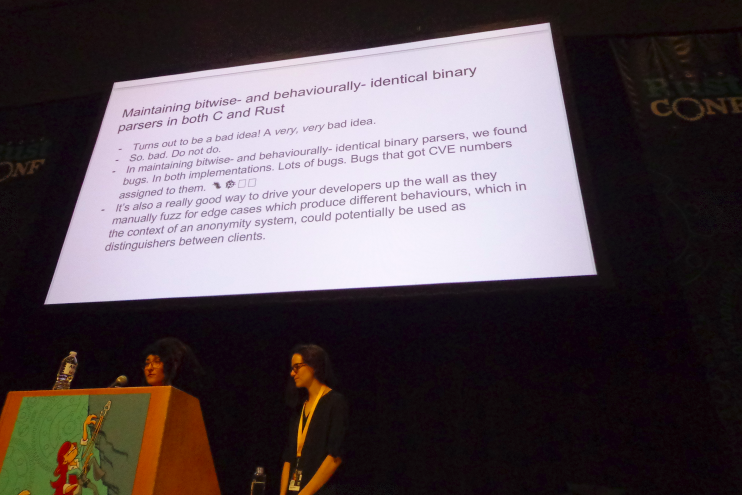 Maintaining bitwise- and behaviourally- identical binary
parsers in both C and Rust
- Turns out to be a bad idea! A very, very bad idea.
- So. bad. Do not do.
- In maintaining bitwise- and behaviourally- identical binary parsers, we found
bugs. In both implementations. Lots of bugs. Bugs that got CVE numbers
assigned to them.
- It's also a really good way to drive your developers up the wall as they
manually fuzz for edge cases which produce different behaviours, which in
the context of an anonymity system, could potentially be used as
distinguishers between clients.
Rust
CONF
Rust
CONF